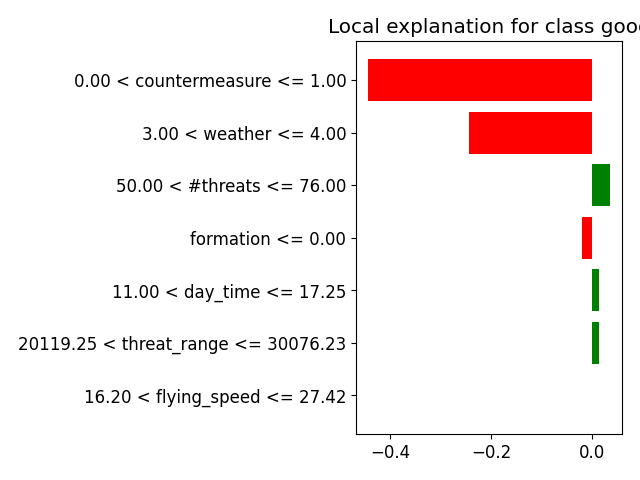 Local explanation for class good
0.00 < countermeasure <= 1.00
3.00 < weather <= 4.00
50.00 < #threats <= 76.00
formation <= 0.00
11.00 < day_time <= 17.25
20119.25 < threat_range <= 30076.23
16.20 < flying_speed <= 27.42
−0.4 −0.2 0.0